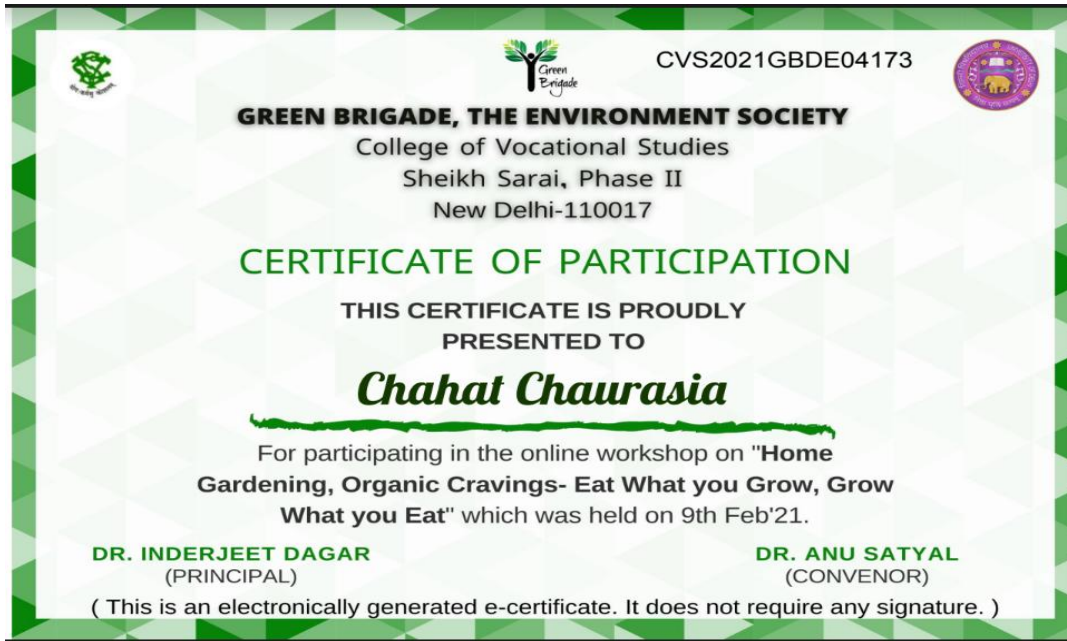 Green
Brigade
CVS2021GBDE04173
GREEN BRIGADE, THE ENVIRONMENT SOCIETY
College of Vocational Studies
Sheikh Sarai, Phase II
New Delhi-110017
CERTIFICATE OF PARTICIPATION
THIS CERTIFICATE IS PROUDLY
PRESENTED TO
Chahat Chaurasia
For participating in the online workshop on "Home
Gardening, Organic Cravings- Eat What you Grow, Grow
What you Eat" which was held on 9th Feb'21.
DR. INDERJEET DAGAR
DR. ANU SATYAL
(PRINCIPAL)
(CONVENOR)
( This is an electronically generated e-certificate. It does not require any signature. )